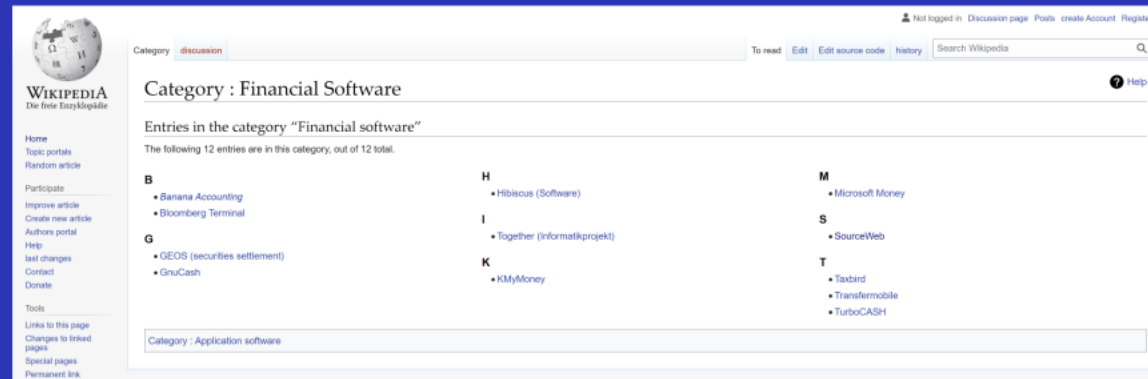 Not logged in Discussion page Posts create Account Registe
Category discussion
To read Edit Edit source code history Search Wikipedia
WIKIPEDIA
Die freie Enzyklopädie
Home
Topic portals
Random article
Participate
Improve article
Create new article
Authors portal
Help
last changes
Contact
Donate
Tools
Links to this page
Changes to linked
pages
Special pages
Permanent link
Category : Financial Software
Help
Entries in the category “Financial software”
The following 12 entries are in this category, out of 12 total.
B
• Banana Accounting
• Bloomberg Terminal
G
• GEOS (securities settlement)
• GnuCash
H
• Hibiscus (Software)
I
• Together (Informatikprojekt)
K
• KMyMoney
M
• Microsoft Money
S
• SourceWeb
T
• Taxbird
• Transfermobile
• TurboCASH
Category : Application software